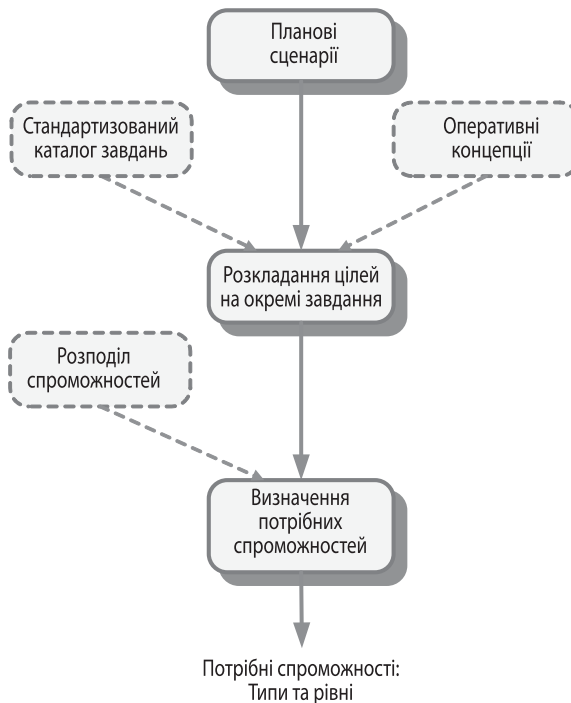 Планові
сценарії
Стандартизований
каталог завдань
Оперативні
концепції
Розкладання цілей
на окремі завдання
Розподіл
спроможностей
Визначення
потрібних
спроможностей
Потрібні спроможності:
Типи та рівні